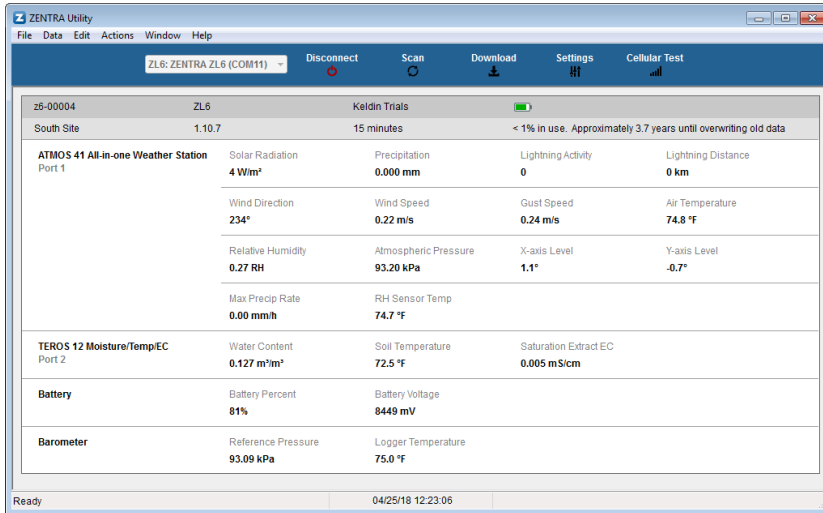 ZENTRA Utility
File Data Edit Actions Window Help
ZL6: ZENTRA ZL6 (COM11) Disconnect Scan Download Settings Cellular Test
z6-00004 ZL6 Keldin Trials
South Site 1.10.7 15 minutes < 1% in use. Approximately 3.7 years until overwriting old data
ATMOS 41 All-in-one Weather Station Solar Radiation Precipitation Lightning Activity Lightning Distance
Port 1 4 W/m² 0.000 mm 0 0 km
Wind Direction Wind Speed Gust Speed Air Temperature
234° 0.22 m/s 0.24 m/s 74.8 °F
Relative Humidity Atmospheric Pressure X-axis Level Y-axis Level
0.27 RH 93.20 kPa 1.1° -0.7°
Max Precip Rate RH Sensor Temp
0.00 mm/h 74.7 °F
TEROS 12 Moisture/Temp/EC Water Content Soil Temperature Saturation Extract EC
Port 2 0.127 m³/m³ 72.5 °F 0.005 mS/cm
Battery Battery Percent Battery Voltage
81% 8449 mV
Barometer Reference Pressure Logger Temperature
93.09 kPa 75.0 °F
Ready 04/25/18 12:23:06